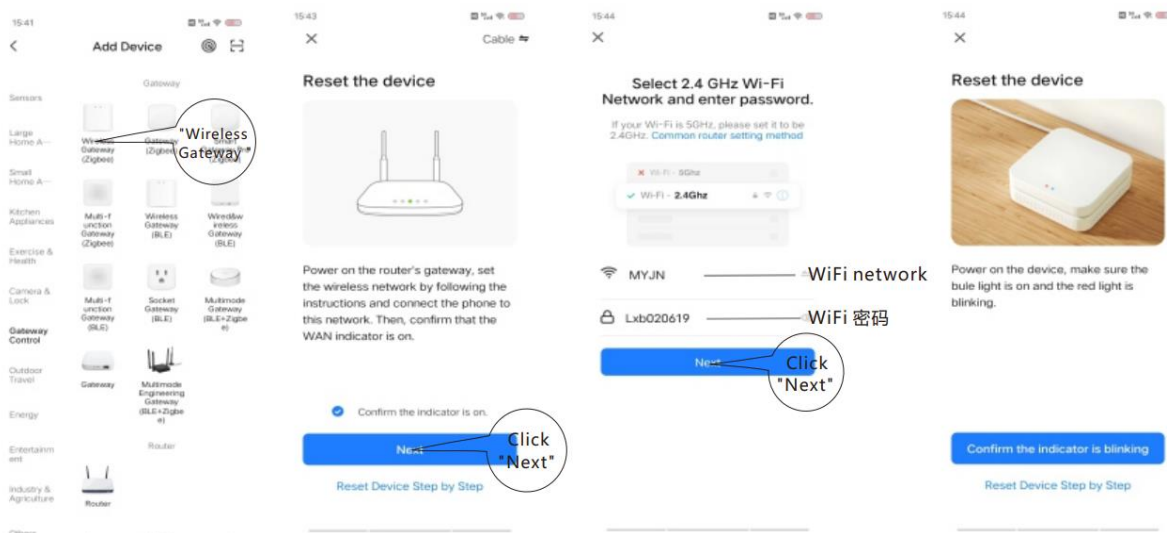 15:41
Add Device
Gateway
Sensors
Large
Home A—
Small
Home A—
Kitchen
Appliances
Exercise &
Health
Camera &
Lock
Gateway
Control
Outdoor
Travel
Energy
Entertainm
ent
Industry &
Agriculture
Wireless
Gateway
(Zigbee)
Gateway
(Zigbee)
Smart
"Wireless
Gateway "
Multi-f
unction
Gateway
(Zigbee)
Wireless
Gateway
(BLE)
Wired&w
ireless
Gateway
(BLE)
Multi-f
unction
Gateway
(BLE)
Socket
Gateway
(BLE)
Multimode
Gateway
(BLE+Zigbe
e)
Gateway
Multimode
Engineering
Gateway
(BLE+Zigbe
e)
Router
Router
15:43
Cable
Reset the device
Power on the router's gateway, set
the wireless network by following the
instructions and connect the phone to
this network. Then, confirm that the
WAN indicator is on.
Confirm the indicator is on.
Next
Click
"Next"
Reset Device Step by Step
15:44
Select 2.4 GHz Wi-Fi
Network and enter password.
If your Wi-Fi is 5GHz, please set it to be
2.4GHz. Common router setting method
Wi-Fi - 5Ghz
Wi-Fi - 2.4Ghz
MYJN
WiFi network
Lxb020619
WiFi 密码
Next
Click
"Next"
15:44
Reset the device
Power on the device, make sure the
bule light is on and the red light is
blinking.
Confirm the indicator is blinking
Reset Device Step by Step